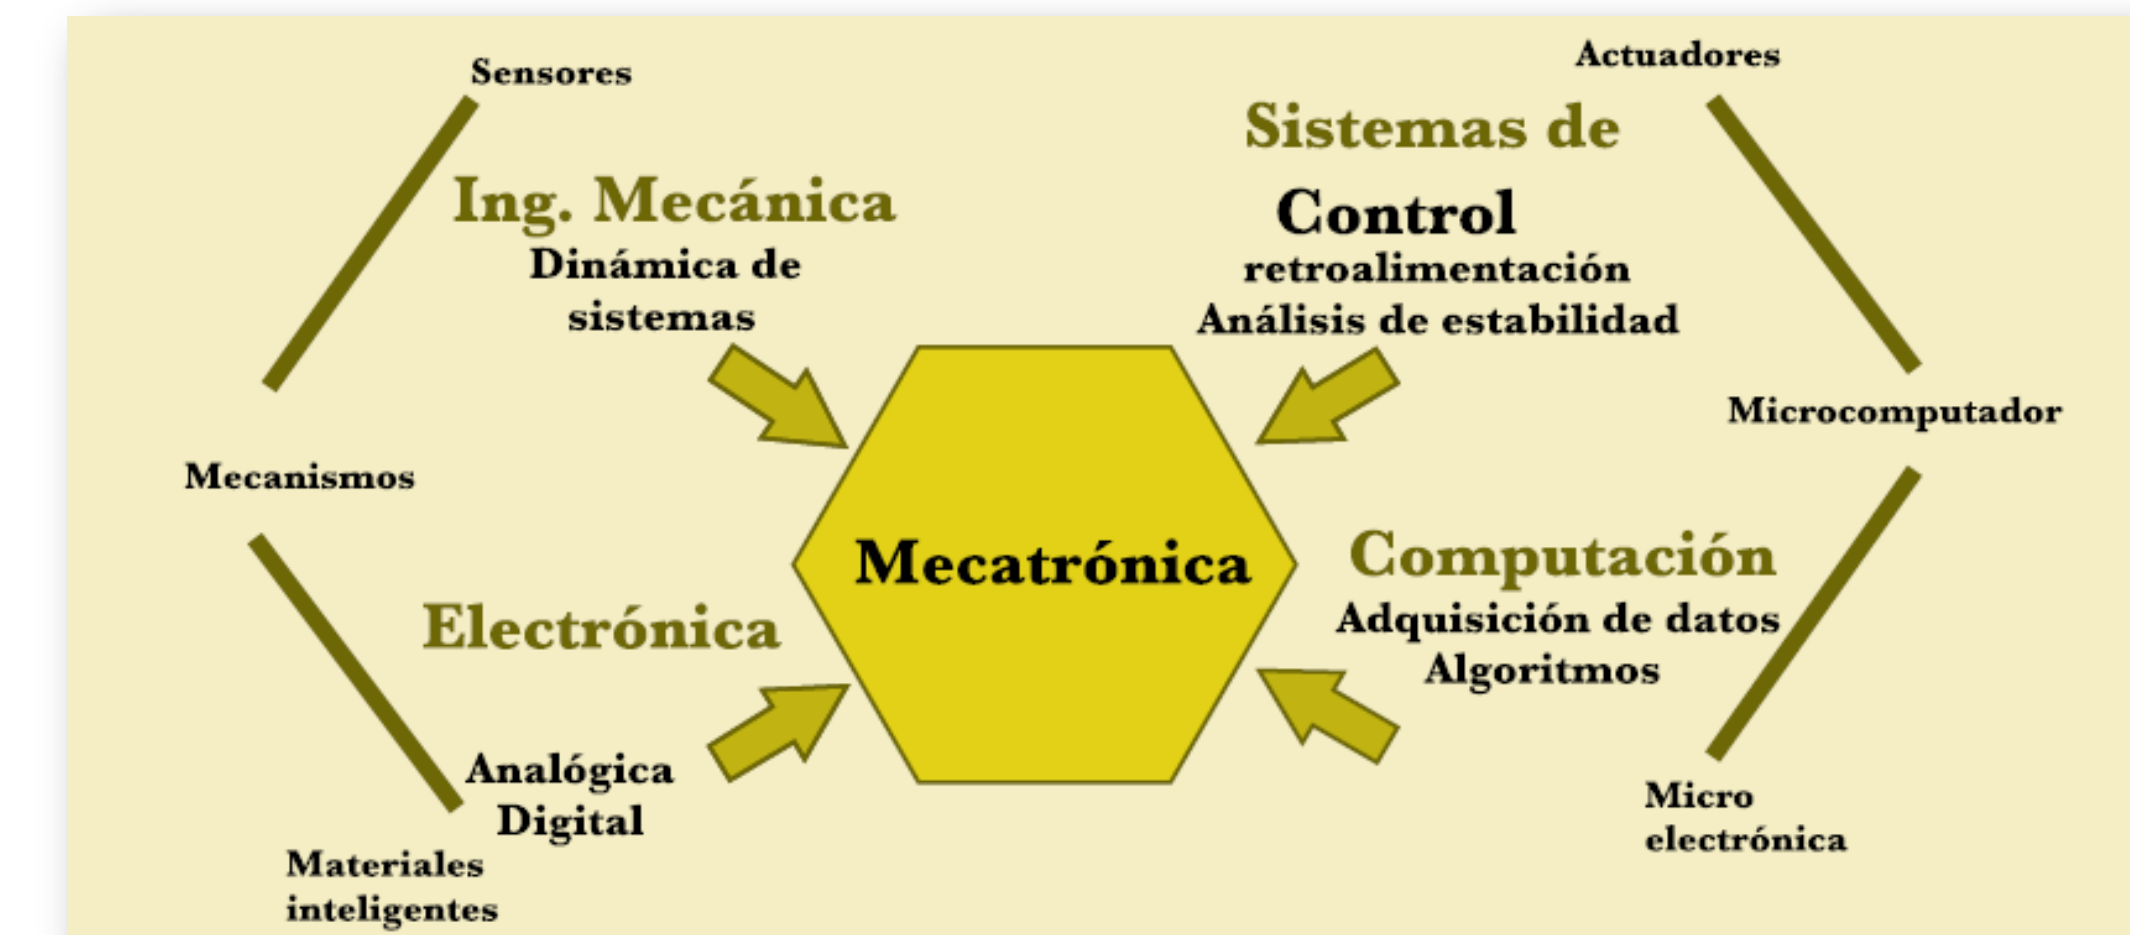 Sensores
Actuadores
Ing. Mecánica
Dinámica de
sistemas
Sistemas de
Control
retroalimentación
Análisis de estabilidad
Mecanismos
Microcomputador
Mecatrónica
Electrónica
Analógica
Digital
Computación
Adquisición de datos
Algoritmos
Materiales
inteligentes
Micro
electrónica